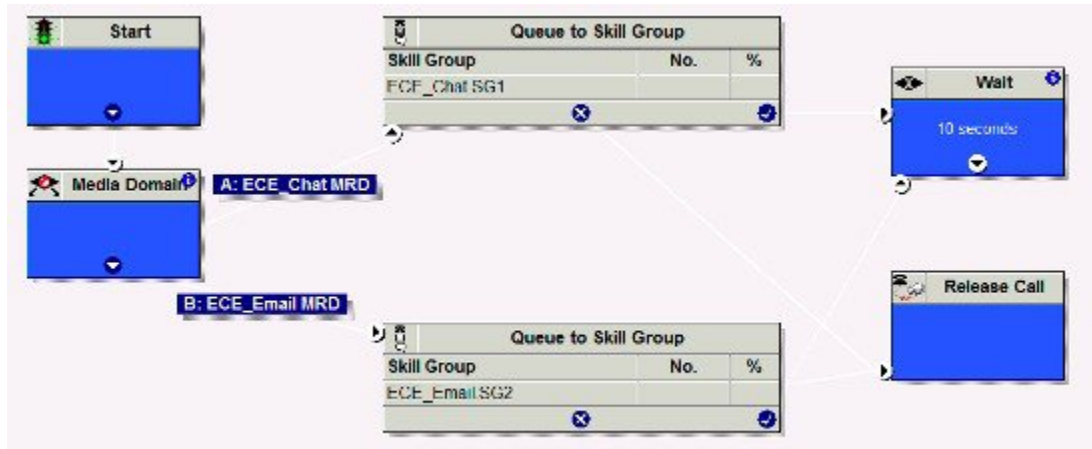 Start
Queue to Skill Group
Skill Group No. %
ECE_Chat SG1
Wait
10 seconds
Media Domain
A: ECE_Chat MRD
B: ECE_Email MRD
Release Call
Queue to Skill Group
Skill Group No. %
ECE_Email SG2